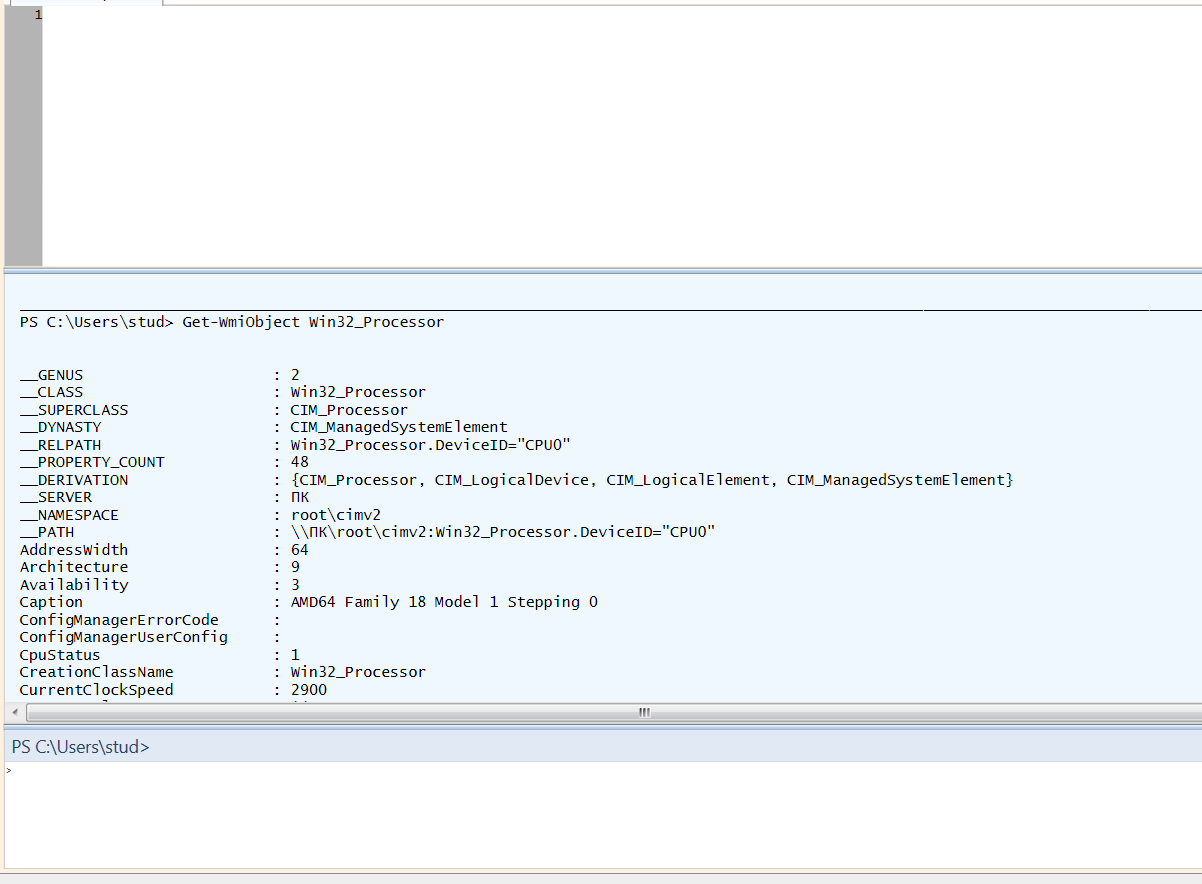 1
PS C:\Users\stud> Get-WmiObject Win32_Processor
__GENUS : 2
__CLASS : Win32_Processor
__SUPERCLASS : CIM_Processor
__DYNASTY : CIM_ManagedSystemElement
__RELPATH : Win32_Processor.DeviceID="CPU0"
__PROPERTY_COUNT : 48
__DERIVATION : {CIM_Processor, CIM_LogicalDevice, CIM_LogicalElement, CIM_ManagedSystemElement}
__SERVER : ПК
__NAMESPACE : root\cimv2
__PATH : \\ПК\root\cimv2:Win32_Processor.DeviceID="CPU0"
AddressWidth : 64
Architecture : 9
Availability : 3
Caption : AMD64 Family 18 Model 1 Stepping 0
ConfigManagerErrorCode :
ConfigManagerUserConfig :
CpuStatus : 1
CreationClassName : Win32_Processor
CurrentClockSpeed : 2900
PS C:\Users\stud>
>